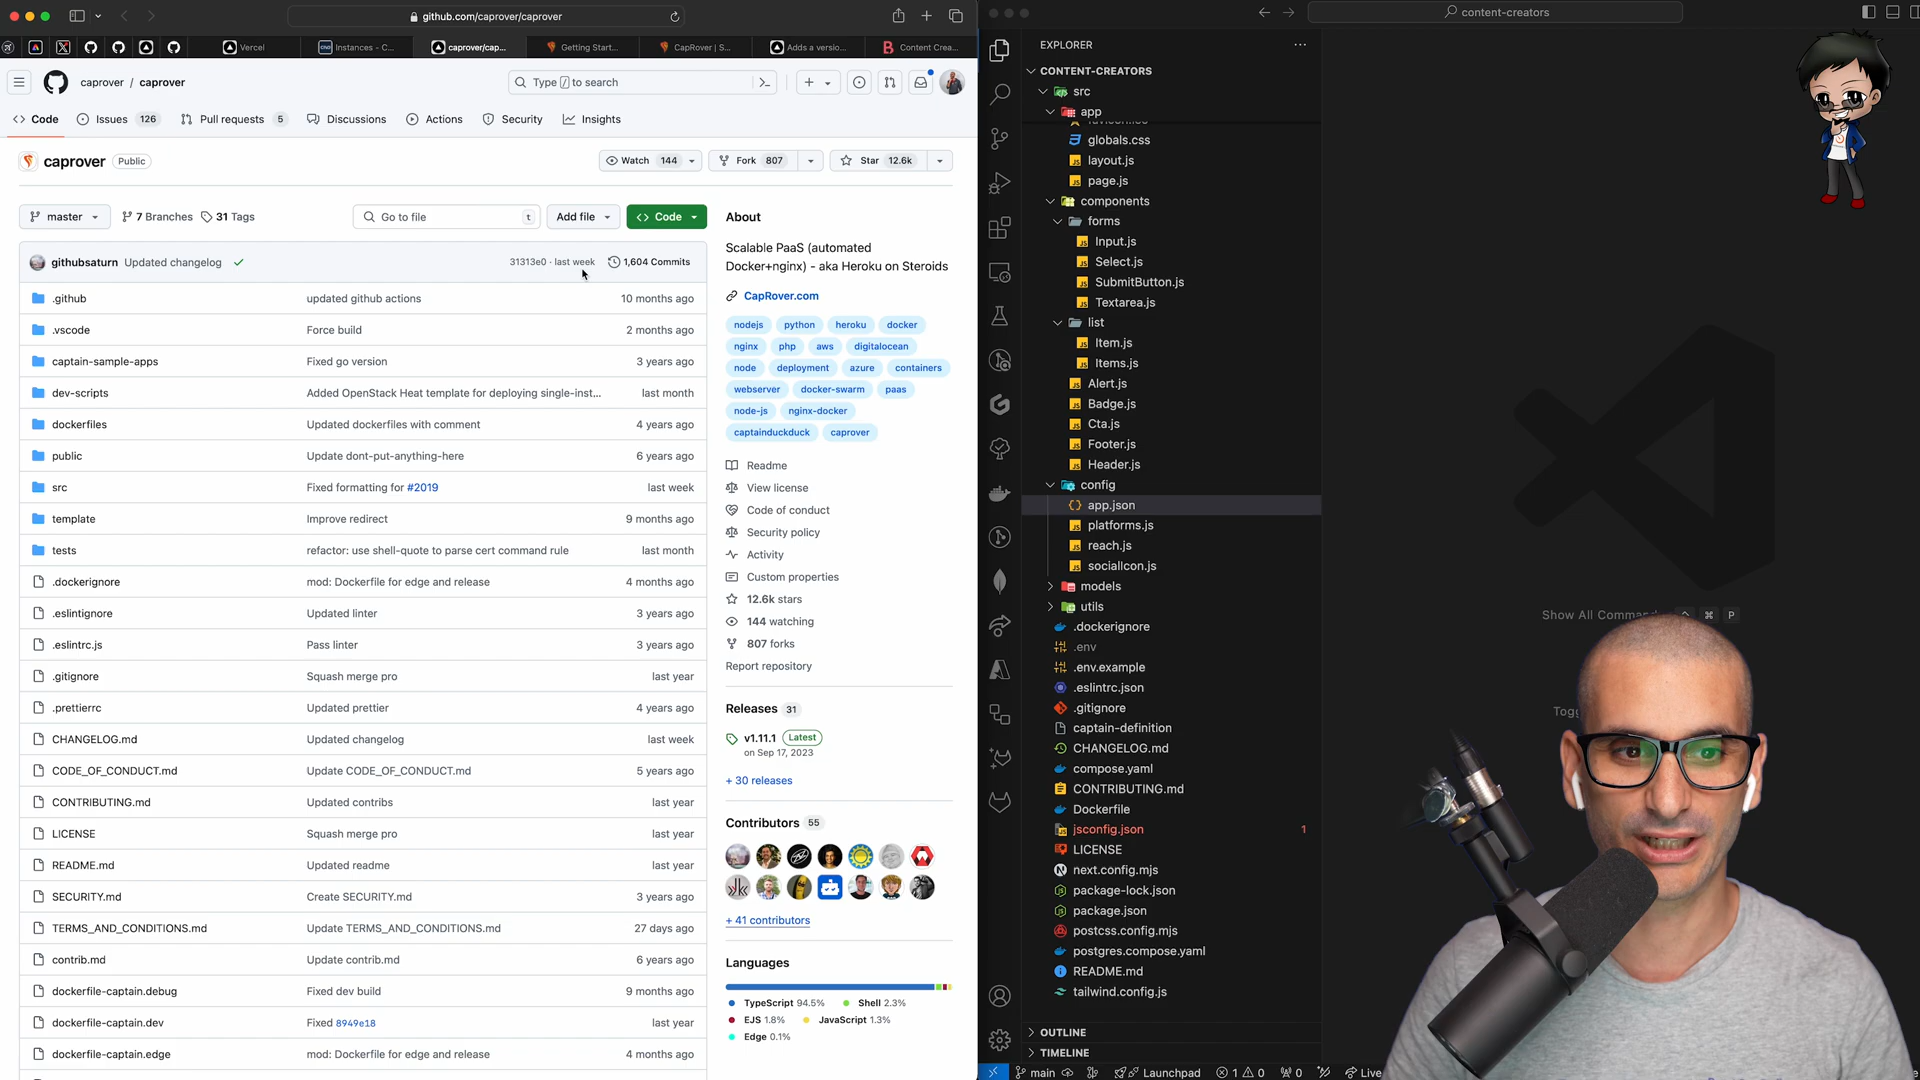 github.com/caprover/caprover
Vercel
Instances - C...
caprover/cap...
Getting Start...
CapRover | S...
Adds a versio...
Content Crea...
caprover / caprover
Type / to search
Code
Issues 126
Pull requests 5
Discussions
Actions
Security
Insights
caprover Public
Watch 144
Fork 807
Star 12.6k
master
7 Branches
31 Tags
Go to file t
Add file
Code
githubsaturn Updated changelog
31313e0 · last week
1,604 Commits
.github updated github actions 10 months ago
.vscode Force build 2 months ago
captain-sample-apps Fixed go version 3 years ago
dev-scripts Added OpenStack Heat template for deploying single-inst... last month
dockerfiles Updated dockerfiles with comment 4 years ago
public Update dont-put-anything-here 6 years ago
src Fixed formatting for #2019 last week
template Improve redirect 9 months ago
tests refactor: use shell-quote to parse cert command rule last month
.dockerignore mod: Dockerfile for edge and release 4 months ago
.eslintignore Updated linter 3 years ago
.eslintrc.js Pass linter 3 years ago
.gitignore Squash merge pro last year
.prettierrc Updated prettier 4 years ago
CHANGELOG.md Updated changelog last week
CODE_OF_CONDUCT.md Update CODE_OF_CONDUCT.md 5 years ago
CONTRIBUTING.md Updated contribs last year
LICENSE Squash merge pro last year
README.md Updated readme last year
SECURITY.md Create SECURITY.md 3 years ago
TERMS_AND_CONDITIONS.md Update TERMS_AND_CONDITIONS.md 27 days ago
contrib.md Update contrib.md 6 years ago
dockerfile-captain.debug Fixed dev build 9 months ago
dockerfile-captain.dev Fixed 8949e18 last year
dockerfile-captain.edge mod: Dockerfile for edge and release 4 months ago
About
Scalable PaaS (automated
Docker+nginx) - aka Heroku on Steroids
CapRover.com
nodejs python heroku docker
nginx php aws digitalocean
node deployment azure containers
webserver docker-swarm paas
node-js nginx-docker
captainduckduck caprover
Readme
View license
Code of conduct
Security policy
Activity
Custom properties
12.6k stars
144 watching
807 forks
Report repository
Releases 31
v1.11.1 Latest
on Sep 17, 2023
+ 30 releases
Contributors 55
+ 41 contributors
Languages
TypeScript 94.5% Shell 2.3%
EJS 1.8% JavaScript 1.3%
Edge 0.1%
content-creators
EXPLORER
CONTENT-CREATORS
src
app
globals.css
layout.js
page.js
components
forms
Input.js
Select.js
SubmitButton.js
Textarea.js
list
Item.js
Items.js
Alert.js
Badge.js
Cta.js
Footer.js
Header.js
config
app.json
platforms.js
reach.js
socialIcon.js
models
utils
.dockerignore
.env
.env.example
.eslintrc.json
.gitignore
captain-definition
CHANGELOG.md
compose.yaml
CONTRIBUTING.md
Dockerfile
jsconfig.json 1
LICENSE
next.config.mjs
package-lock.json
package.json
postcss.config.mjs
postgres.compose.yaml
README.md
tailwind.config.js
OUTLINE
TIMELINE
main
Launchpad
1 0
0
Live
Show All Comman
P
Togg